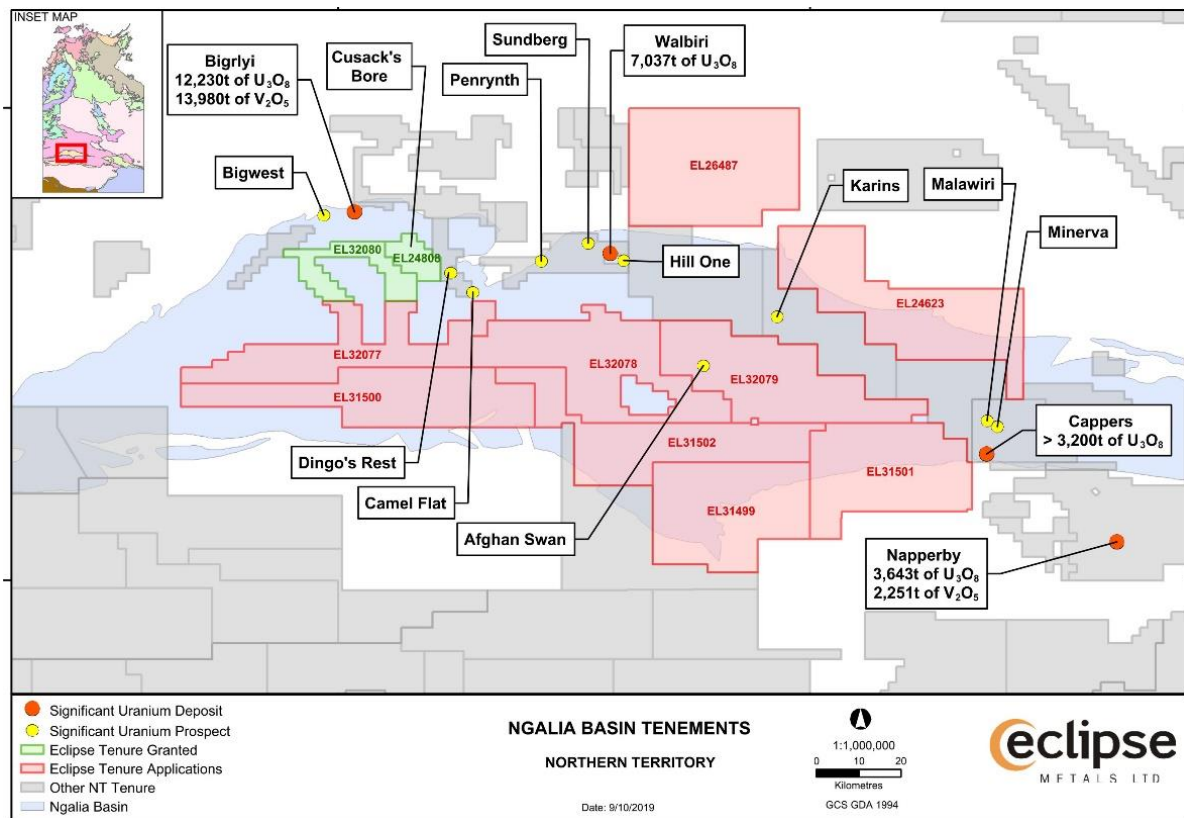 INSET MAP
Bigrlyi
12,230t of U₃O₈
13,980t of V₂O₅
Cusack's
Bore
Sundberg
Penrynth
Walbiri
7,037t of U₃O₈
Bigwest
EL26487
Karins
Malawiri
Minerva
Hill One
EL32080
EL24808
EL24623
EL32077
EL32078
EL32079
EL31500
Dingo's Rest
Camel Flat
Afghan Swan
EL31502
EL31501
EL31499
Cappers
> 3,200t of U₃O₈
Napperby
3,643t of U₃O₈
2,251t of V₂O₅
Significant Uranium Deposit
Significant Uranium Prospect
Eclipse Tenure Granted
Eclipse Tenure Applications
Other NT Tenure
Ngalia Basin
NGALIA BASIN TENEMENTS
NORTHERN TERRITORY
Date: 9/10/2019
1:1,000,000
0 10 20
Kilometres
GCS GDA 1994
eclipse
METALS LTD